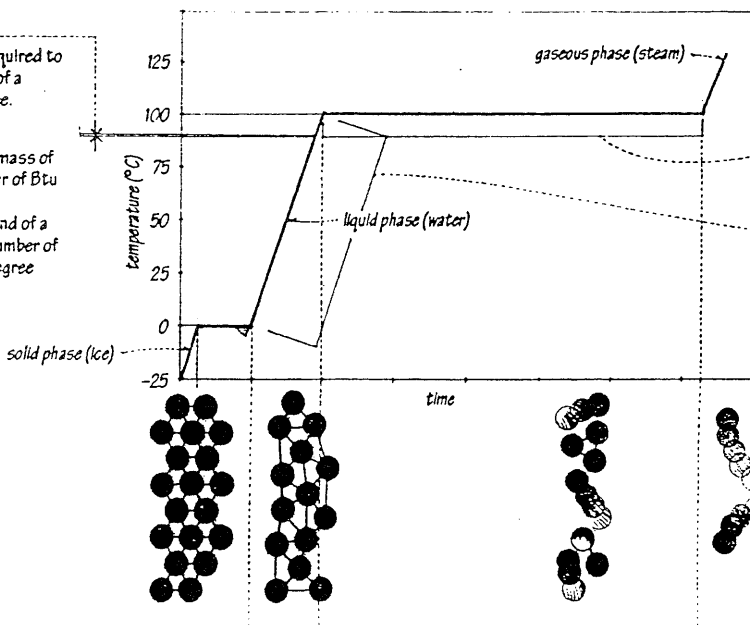 quired to
of a
e.
mass of
r of Btu
nd of a
umber of
egree
125
100
75
50
25
0
-25
temperature (°C)
gaseous phase (steam)
liquid phase (water)
solid phase (ice)
time